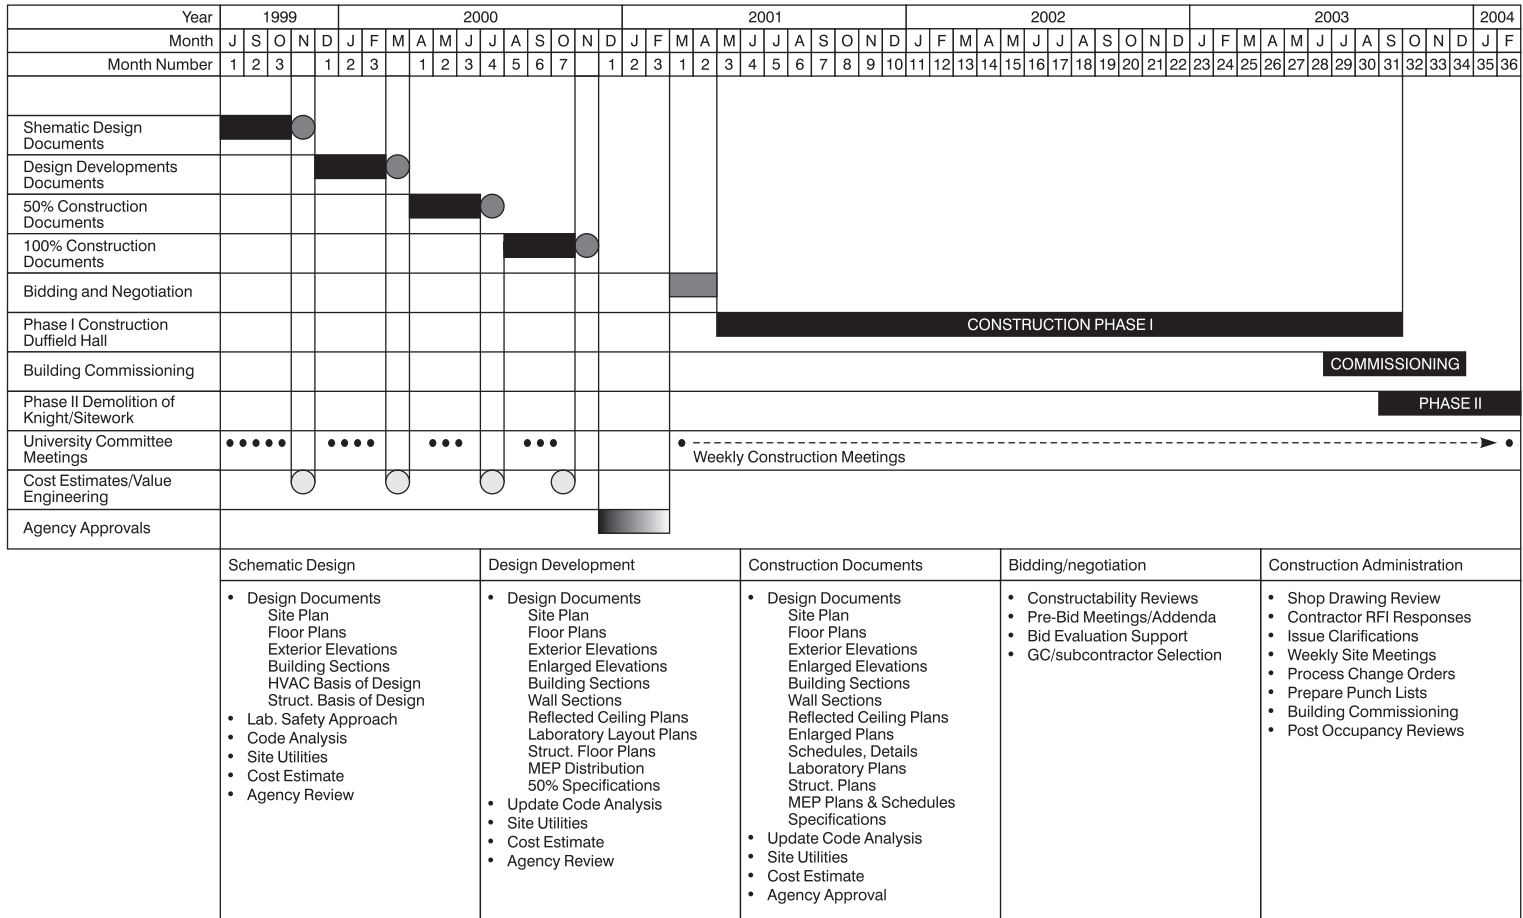 Year 1999 2000 2001 2002 2003 2004
Month J S O N D J F M A M J J A S O N D J F M A M J J A S O N D J F M A M J J A S O N D J F M A M J J A S O N D J F
Month Number 1 2 3 1 2 3 1 2 3 4 5 6 7 1 2 3 1 2 3 4 5 6 7 8 9 10 11 12 13 14 15 16 17 18 19 20 21 22 23 24 25 26 27 28 29 30 31 32 33 34 35 36
Shematic Design
Documents
Design Developments
Documents
50% Construction
Documents
100% Construction
Documents
Bidding and Negotiation
Phase I Construction
Duffield Hall
CONSTRUCTION PHASE I
Building Commissioning
COMMISSIONING
Phase II Demolition of
Knight/Sitework
PHASE II
University Committee
Meetings
Weekly Construction Meetings
Cost Estimates/Value
Engineering
Agency Approvals
Schematic Design
• Design Documents
Site Plan
Floor Plans
Exterior Elevations
Building Sections
HVAC Basis of Design
Struct. Basis of Design
• Lab. Safety Approach
• Code Analysis
• Site Utilities
• Cost Estimate
• Agency Review
Design Development
• Design Documents
Site Plan
Floor Plans
Exterior Elevations
Enlarged Elevations
Building Sections
Wall Sections
Reflected Ceiling Plans
Laboratory Layout Plans
Struct. Floor Plans
MEP Distribution
50% Specifications
• Update Code Analysis
• Site Utilities
• Cost Estimate
• Agency Review
Construction Documents
• Design Documents
Site Plan
Floor Plans
Exterior Elevations
Enlarged Elevations
Building Sections
Wall Sections
Reflected Ceiling Plans
Enlarged Plans
Schedules, Details
Laboratory Plans
Struct. Plans
MEP Plans & Schedules
Specifications
• Update Code Analysis
• Site Utilities
• Cost Estimate
• Agency Approval
Bidding/negotiation
• Constructability Reviews
• Pre-Bid Meetings/Addenda
• Bid Evaluation Support
• GC/subcontractor Selection
Construction Administration
• Shop Drawing Review
• Contractor RFI Responses
• Issue Clarifications
• Weekly Site Meetings
• Process Change Orders
• Prepare Punch Lists
• Building Commissioning
• Post Occupancy Reviews